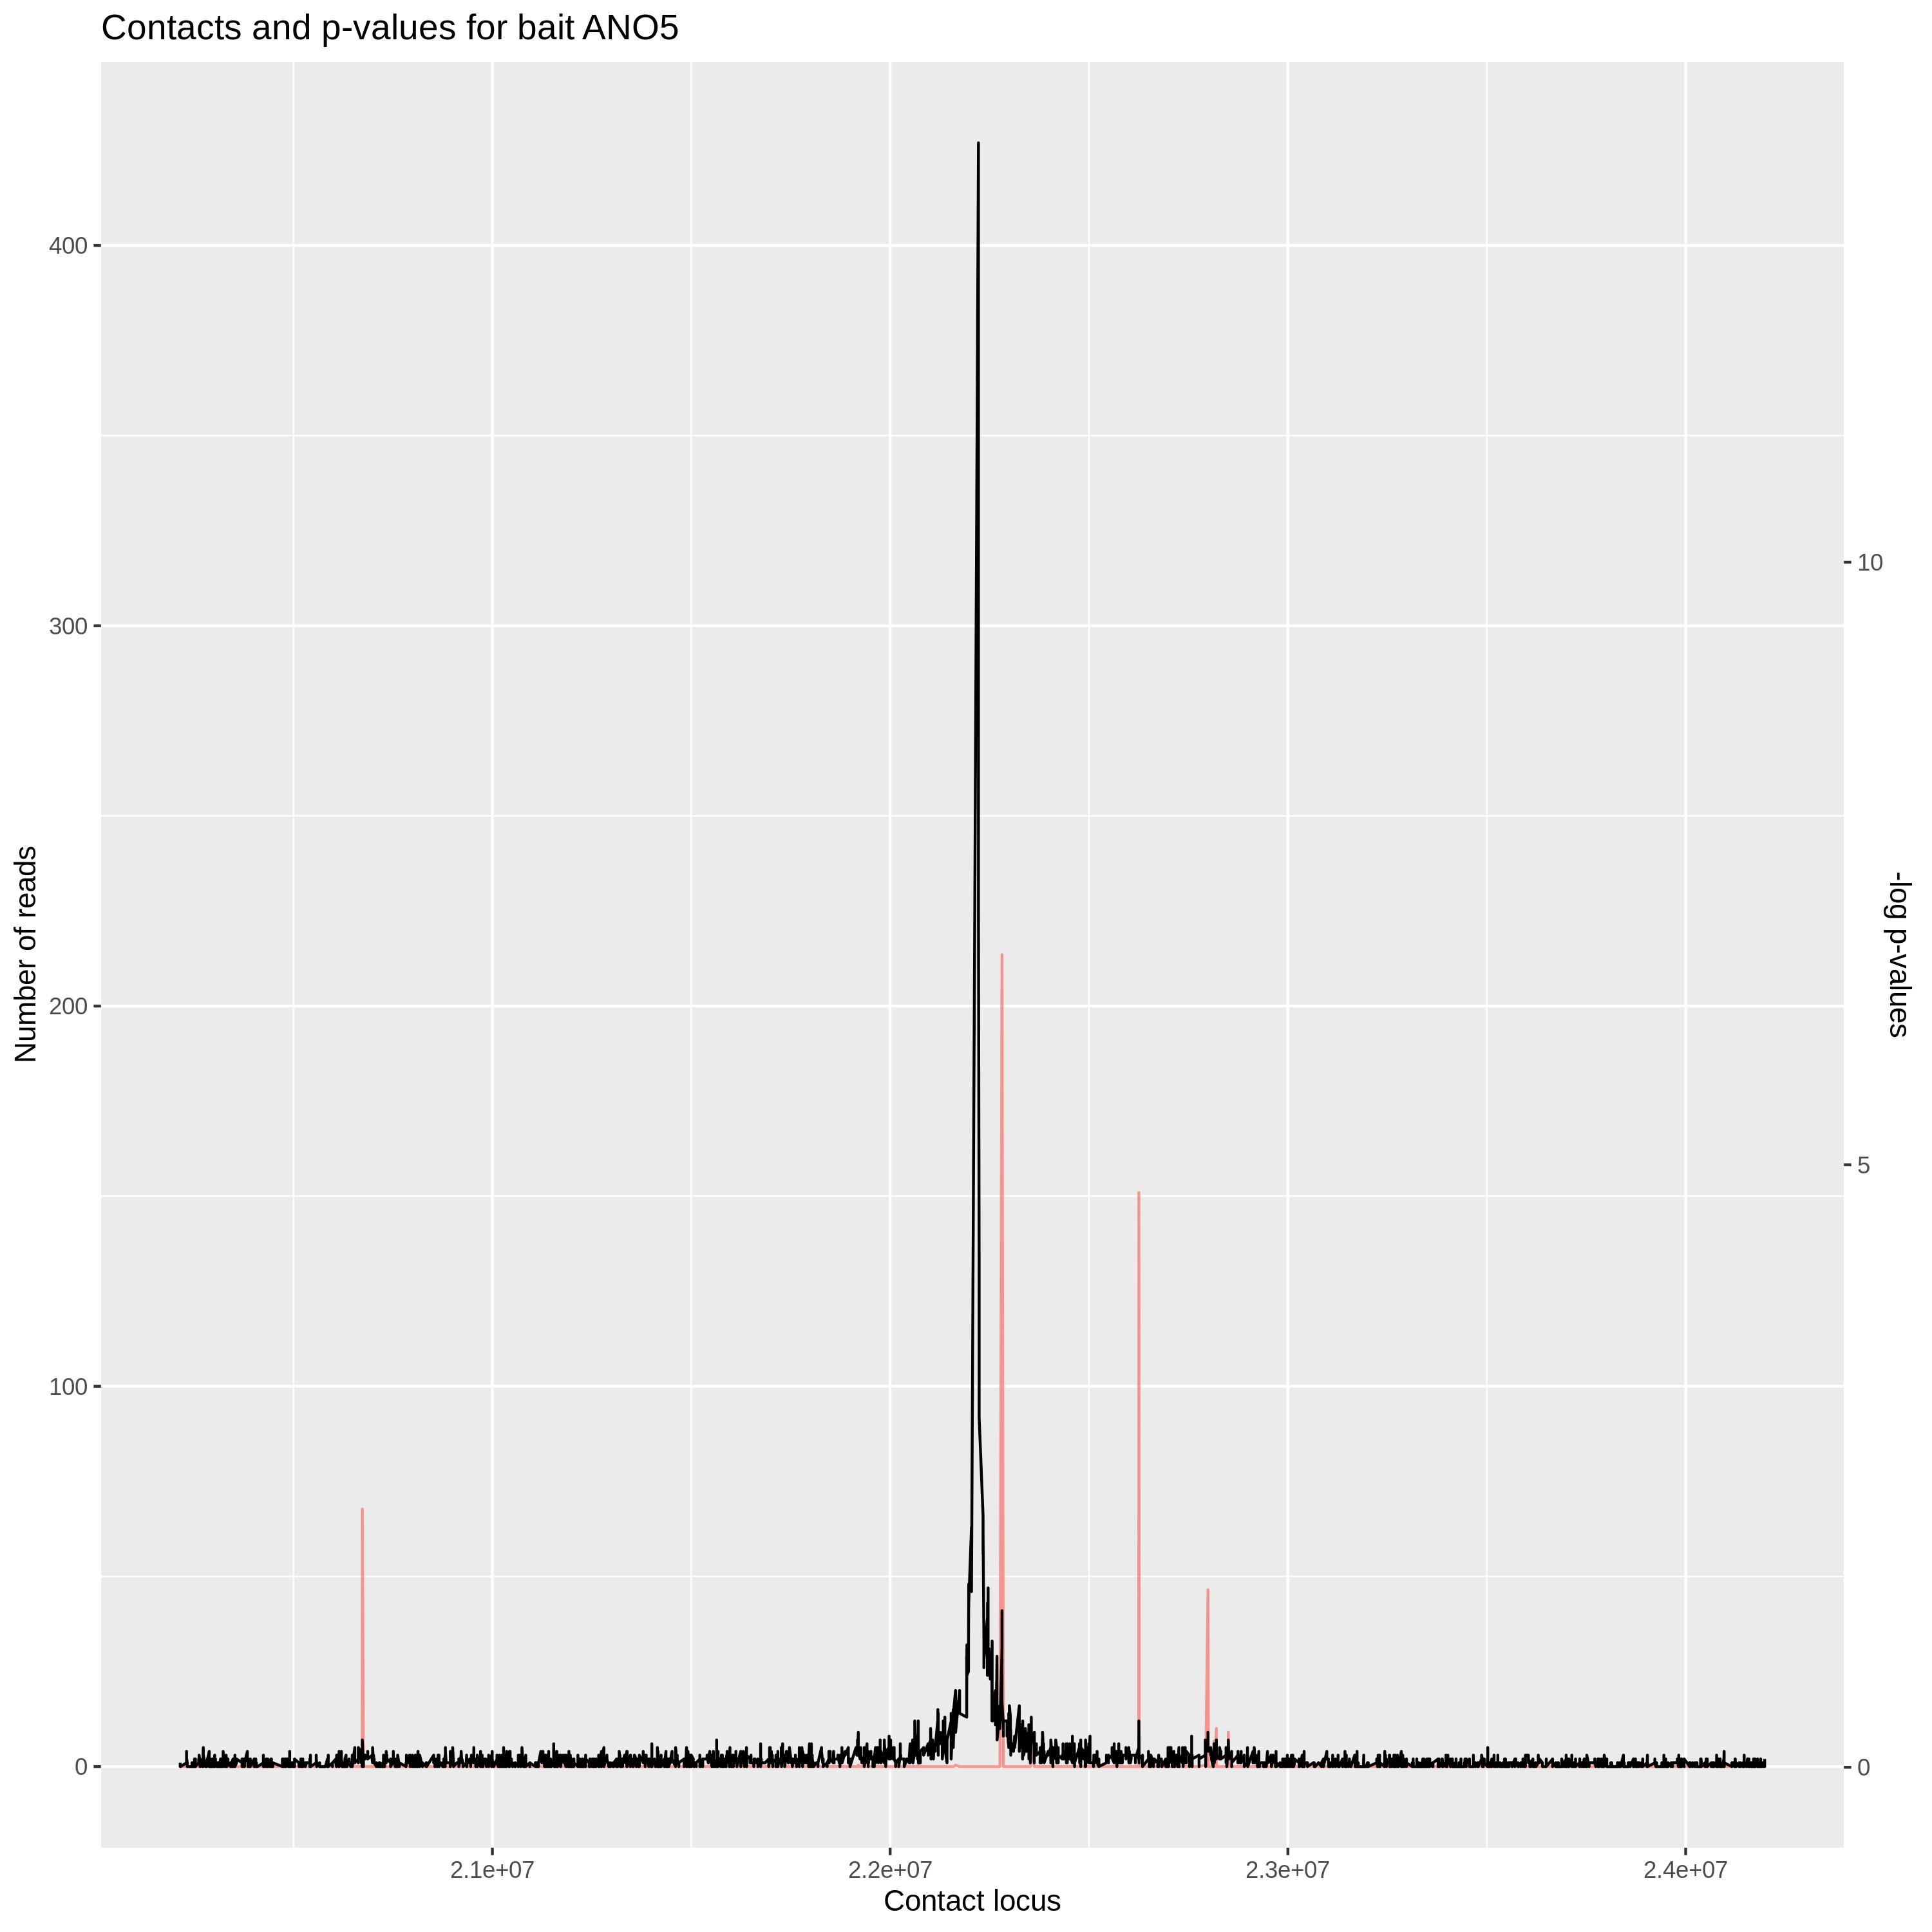 Contacts and p-values for bait ANO5
400
300
200
100
0
Number of reads
10
5
0
-log p-values
2.1e+07 2.2e+07 2.3e+07 2.4e+07
Contact locus